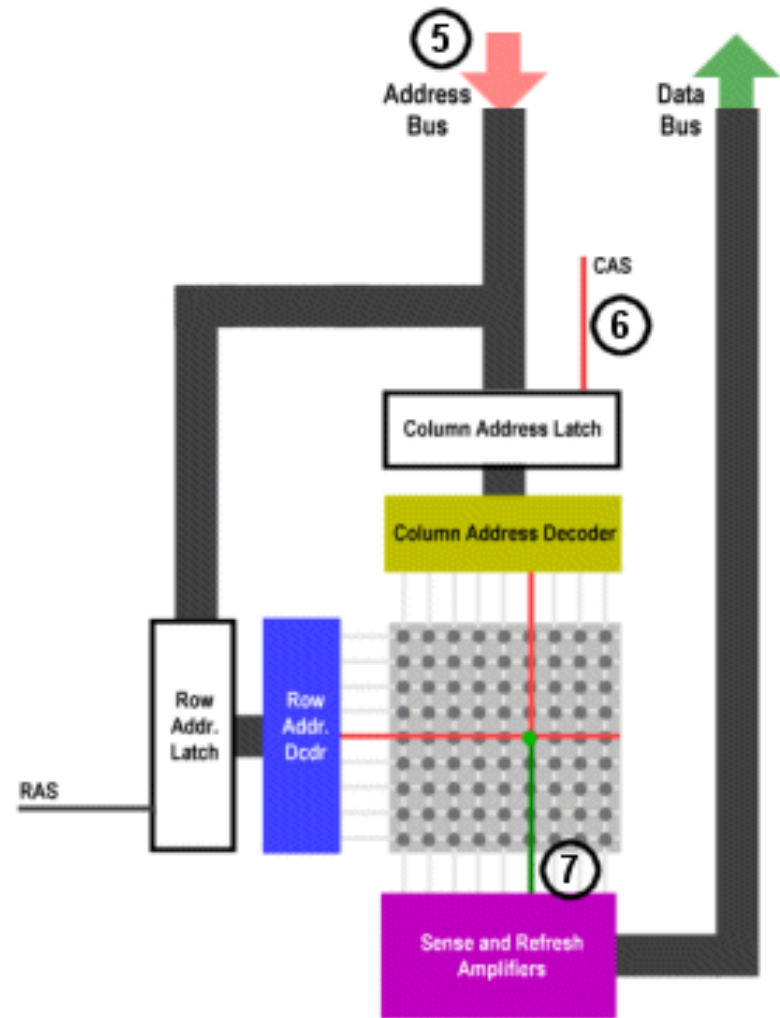 5
Address
Bus
Data
Bus
CAS
6
Column Address Latch
Column Address Decoder
Row
Addr.
Latch
Row
Addr.
Dcdr
RAS
7
Sense and Refresh
Amplifiers